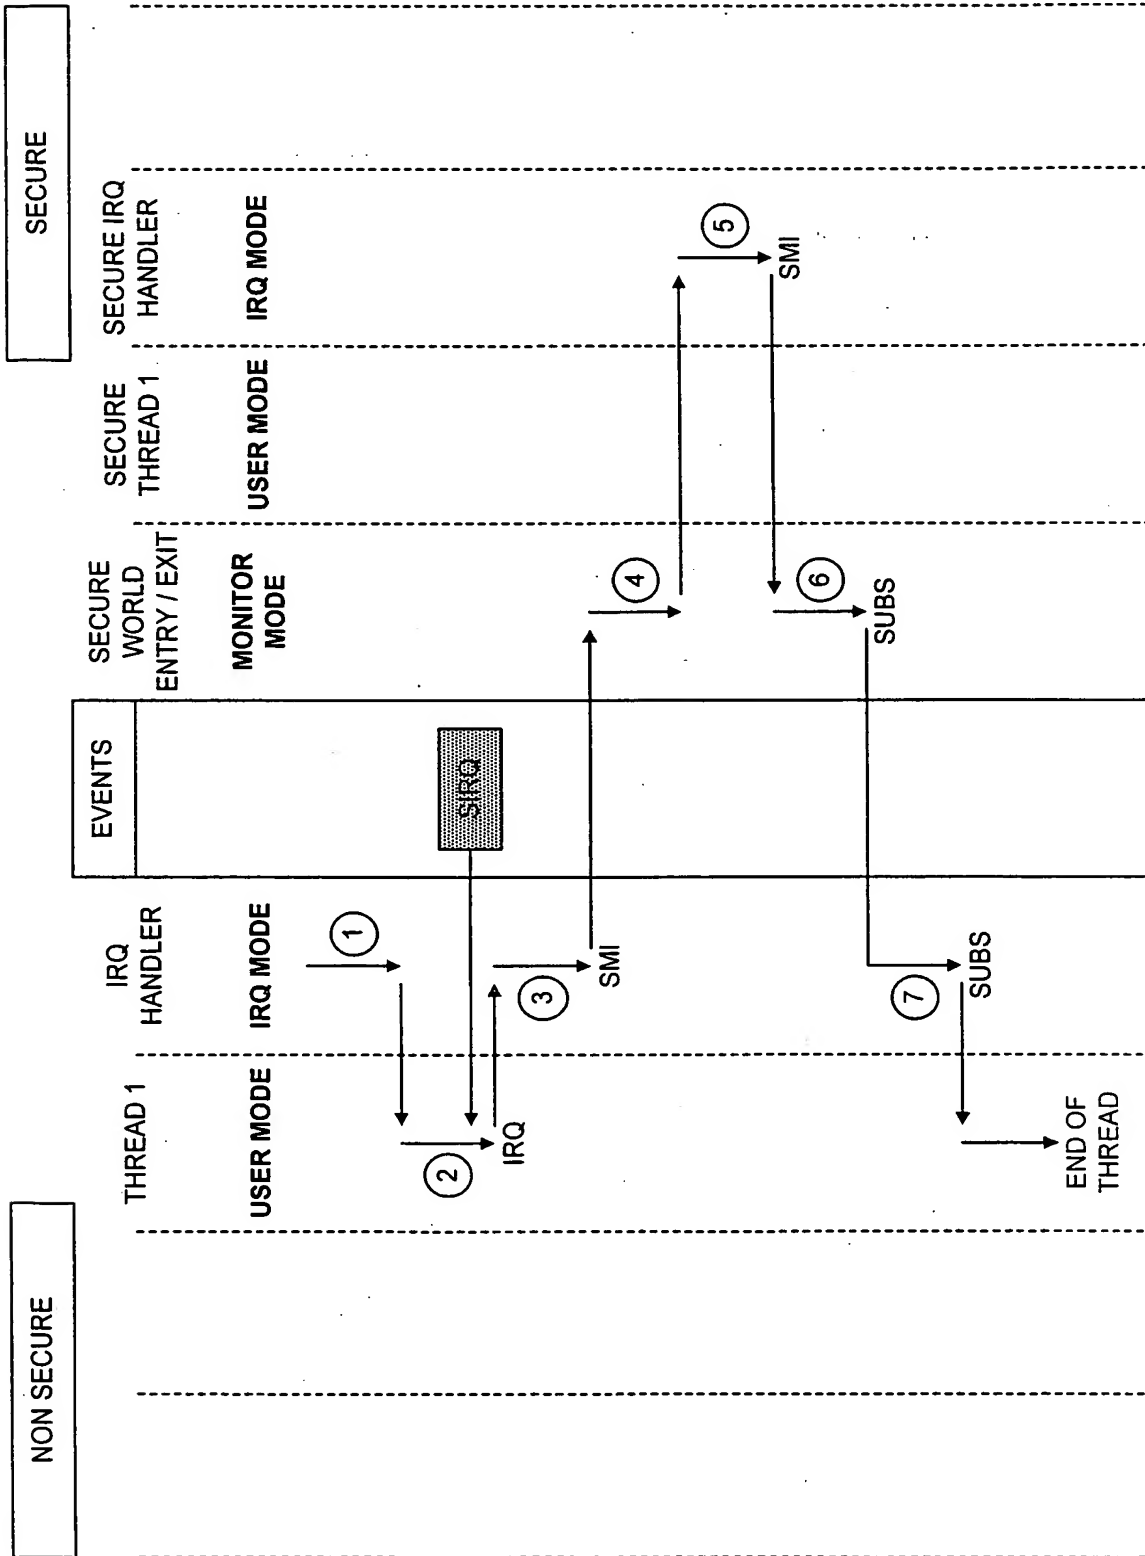 NON SECURE
SECURE
EVENTS
THREAD 1
IRQ
HANDLER
SECURE
WORLD
ENTRY / EXIT
SECURE
THREAD 1
SECURE IRQ
HANDLER
USER MODE
IRQ MODE
MONITOR
MODE
USER MODE
IRQ MODE
1
2
SIRQ
IRQ
3
SMI
4
5
SMI
6
SUBS
7
SUBS
END OF
THREAD